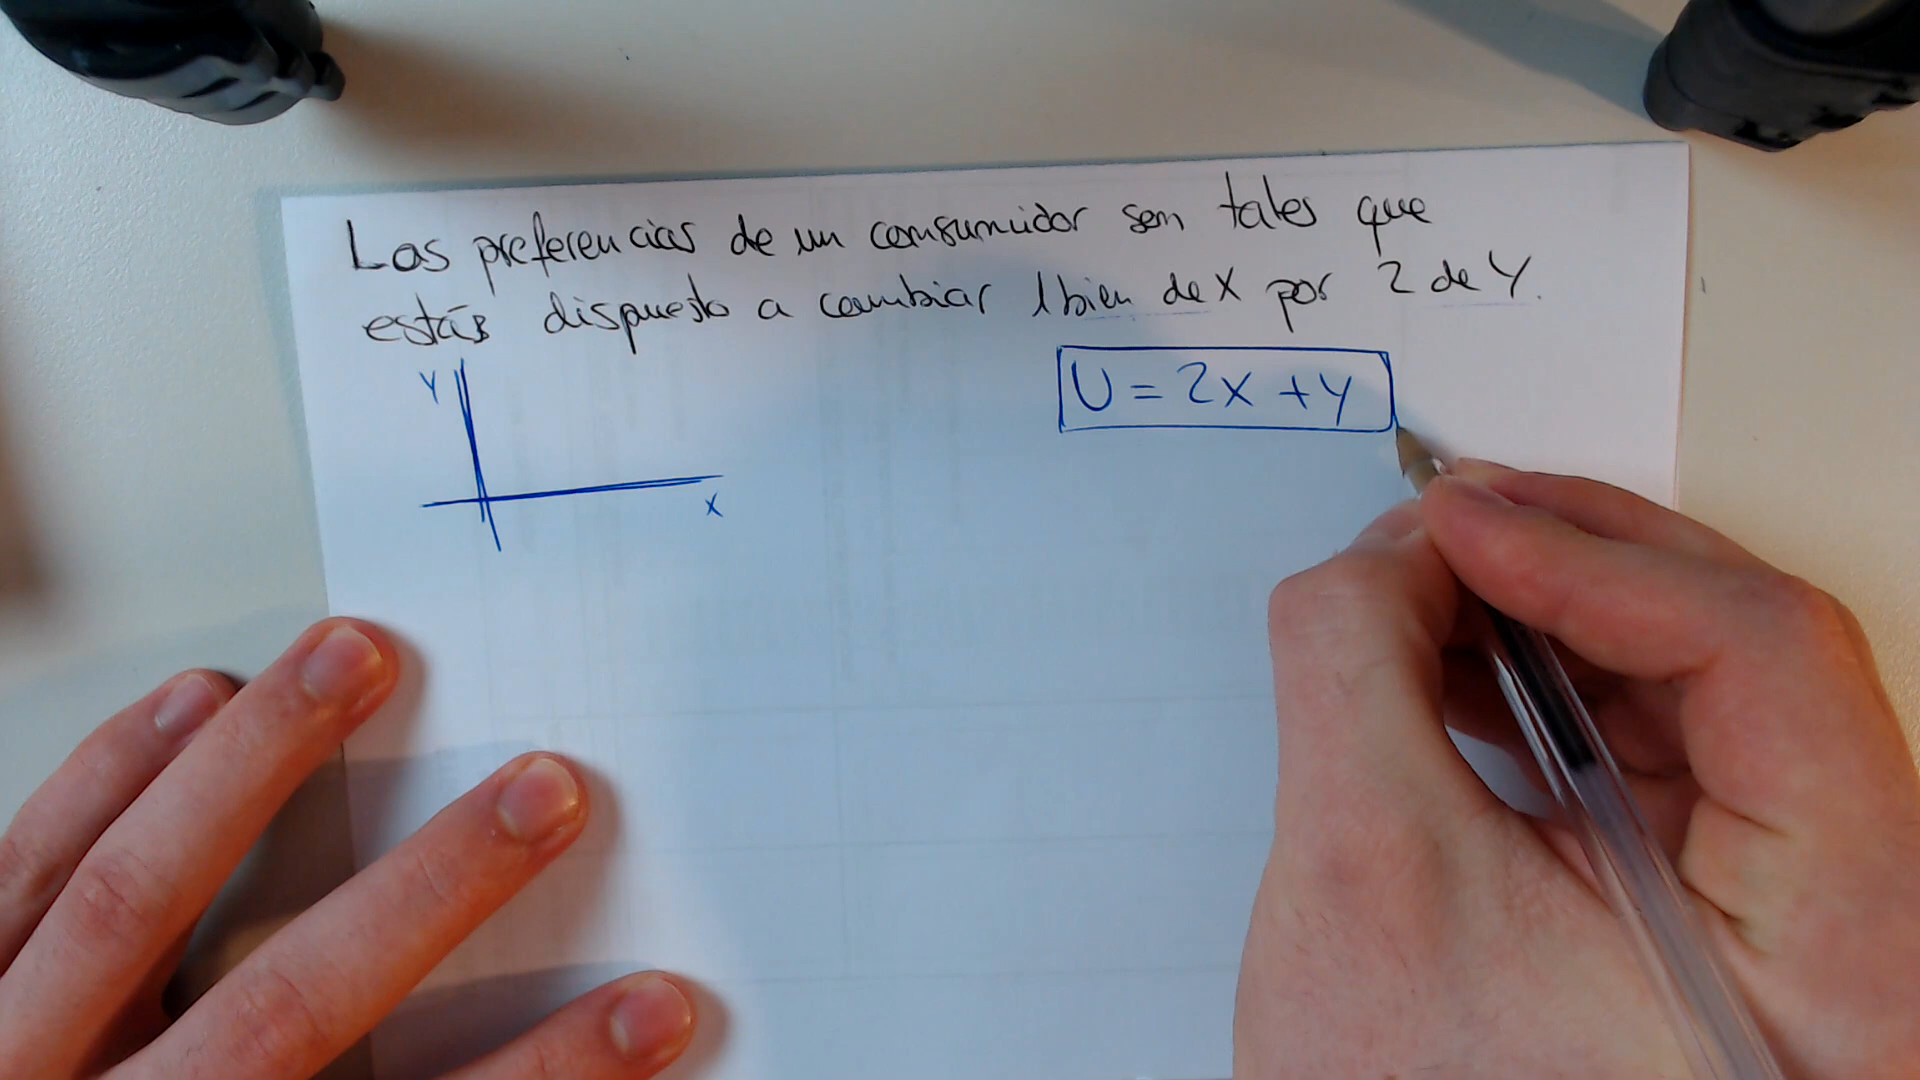 Las preferencias de un consumidor son tales que
estás dispuesto a cambiar 1 bien de X por 2 de Y.
Y
U = 2X + Y
X